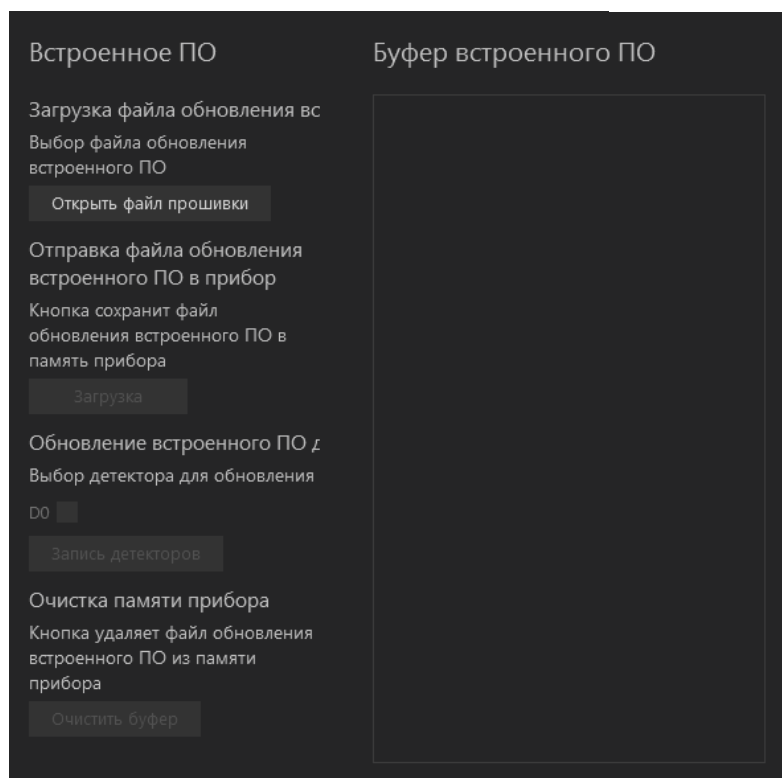 Встроенное ПО
Загрузка файла обновления вс
Выбор файла обновления
встроенного ПО
Открыть файл прошивки
Отправка файла обновления
встроенного ПО в прибор
Кнопка сохранит файл
обновления встроенного ПО в
память прибора
Загрузка
Обновление встроенного ПО д
Выбор детектора для обновления
D0
Запись детекторов
Очистка памяти прибора
Кнопка удаляет файл обновления
встроенного ПО из памяти
прибора
Очистить буфер
Буфер встроенного ПО